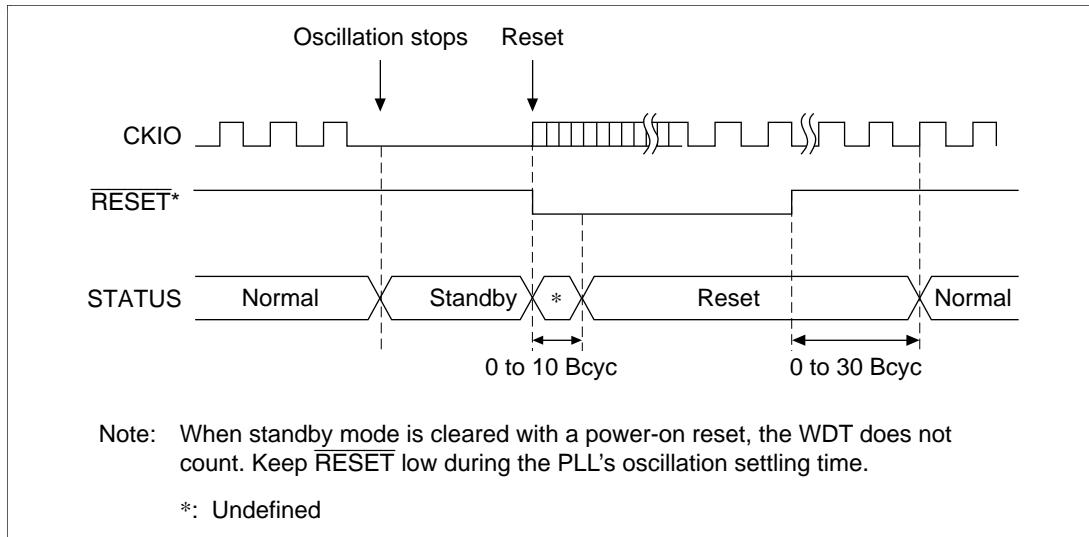 Oscillation stops Reset
CKIO
RESET*
STATUS Normal Standby * Reset Normal
0 to 10 Bcyc 0 to 30 Bcyc
Note: When standby mode is cleared with a power-on reset, the WDT does not
count. Keep RESET low during the PLL's oscillation settling time.
*: Undefined